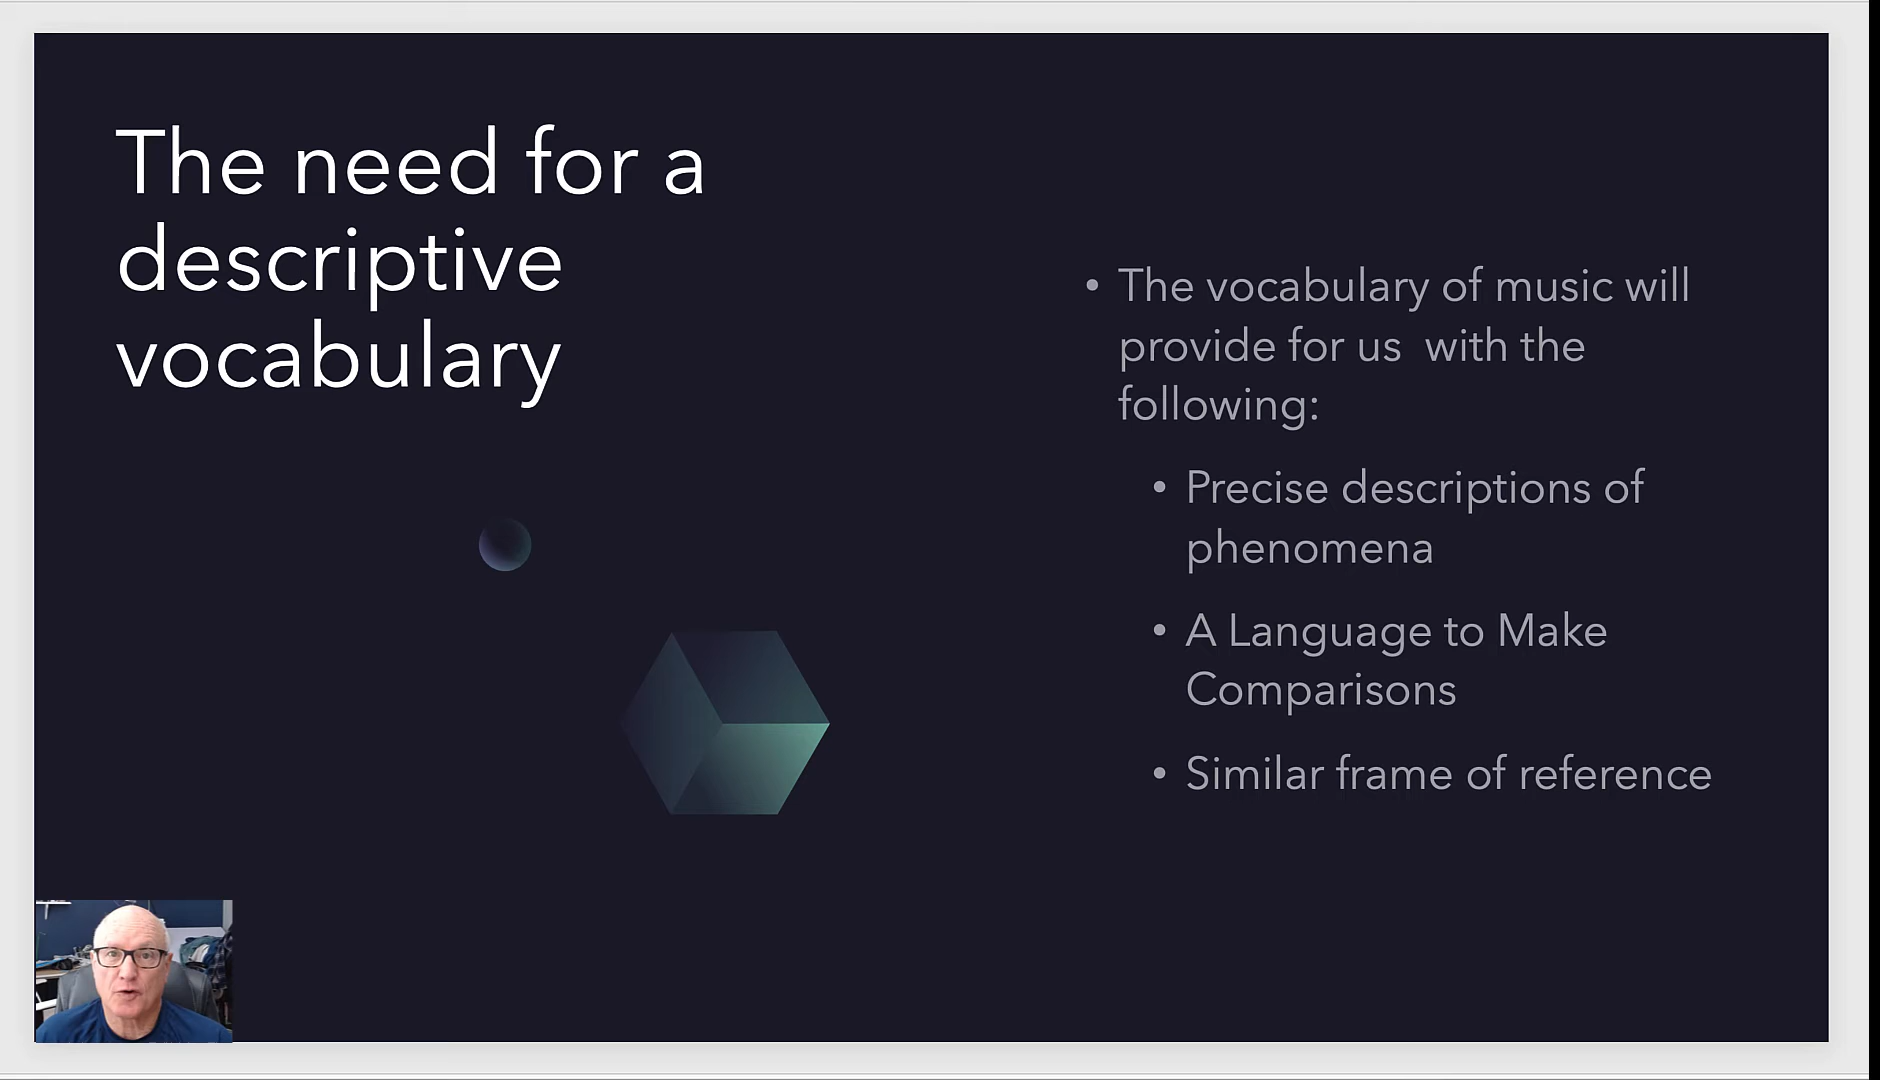 The need for a
descriptive
vocabulary
• The vocabulary of music will
provide for us  with the
following:
• Precise descriptions of
phenomena
• A Language to Make
Comparisons
• Similar frame of reference